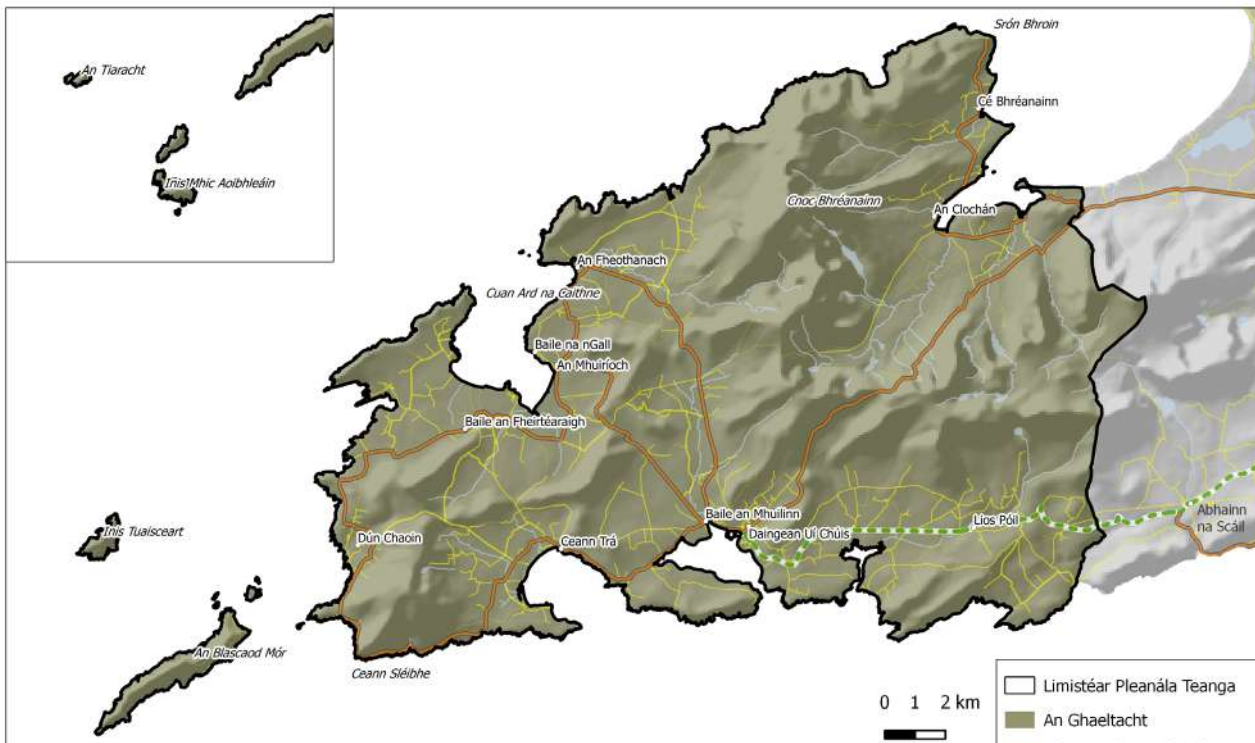 An Tiaracht
Inis Mhic Aoibhleáin
Srón Bhroin
Cé Bhréanainn
Cnoc Bhréanainn
An Clochán
An Fheothanach
Cuan Ard na Caithne
Baile na nGall
An Mhuiríoch
Baile an Fheirtéaraigh
Baile an Mhuilinn
Daingean Uí Chúis
Lios Póil
Abhainn
na Scáil
Inis Tuaisceart
Dún Chaoin
Ceann Trá
An Blascaod Mór
Ceann Sléibhe
0 1 2 km
Limistéar Pleanála Teanga
An Ghaeltacht